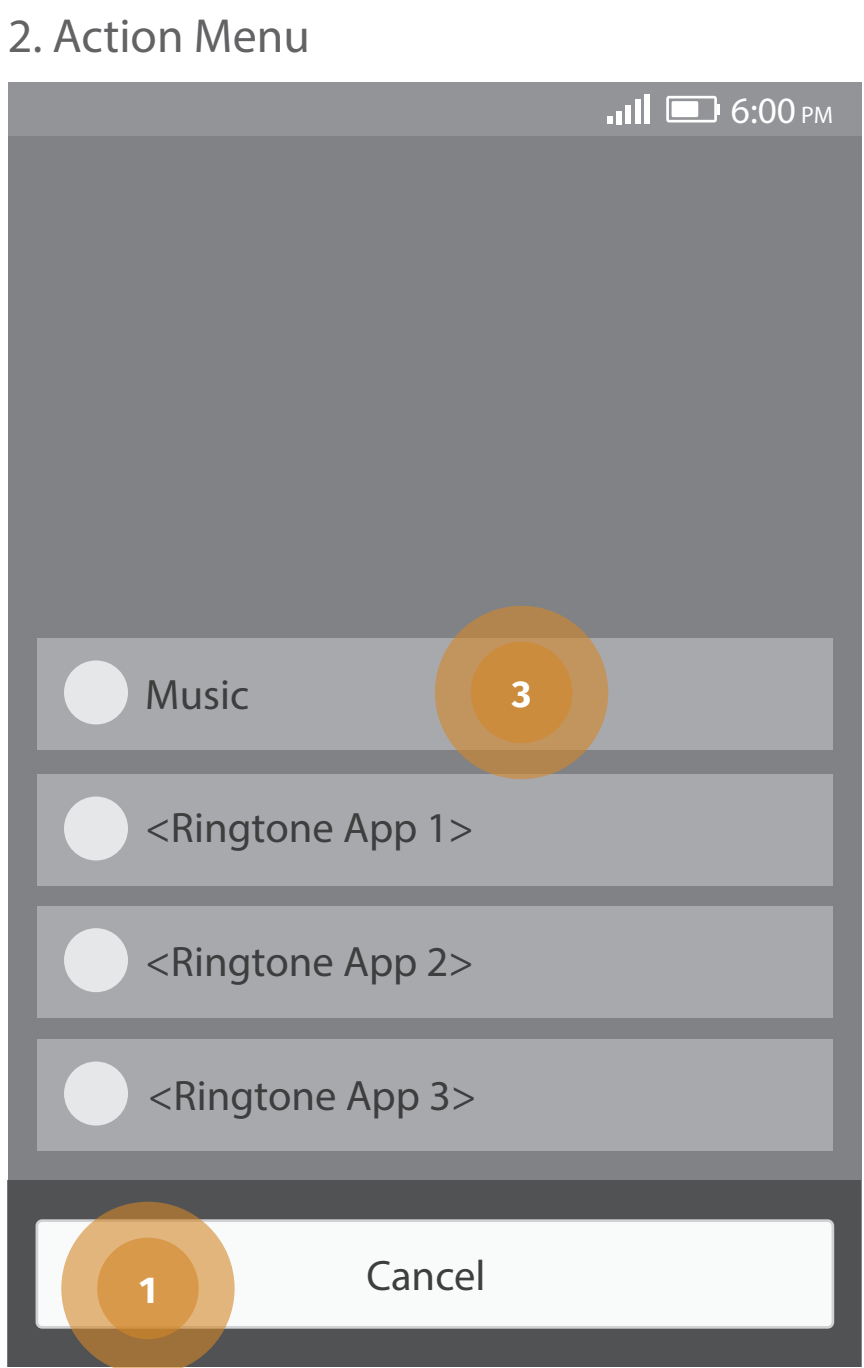 2. Action Menu
6:00 PM
Music
3
<Ringtone App 1>
<Ringtone App 2>
<Ringtone App 3>
1
Cancel